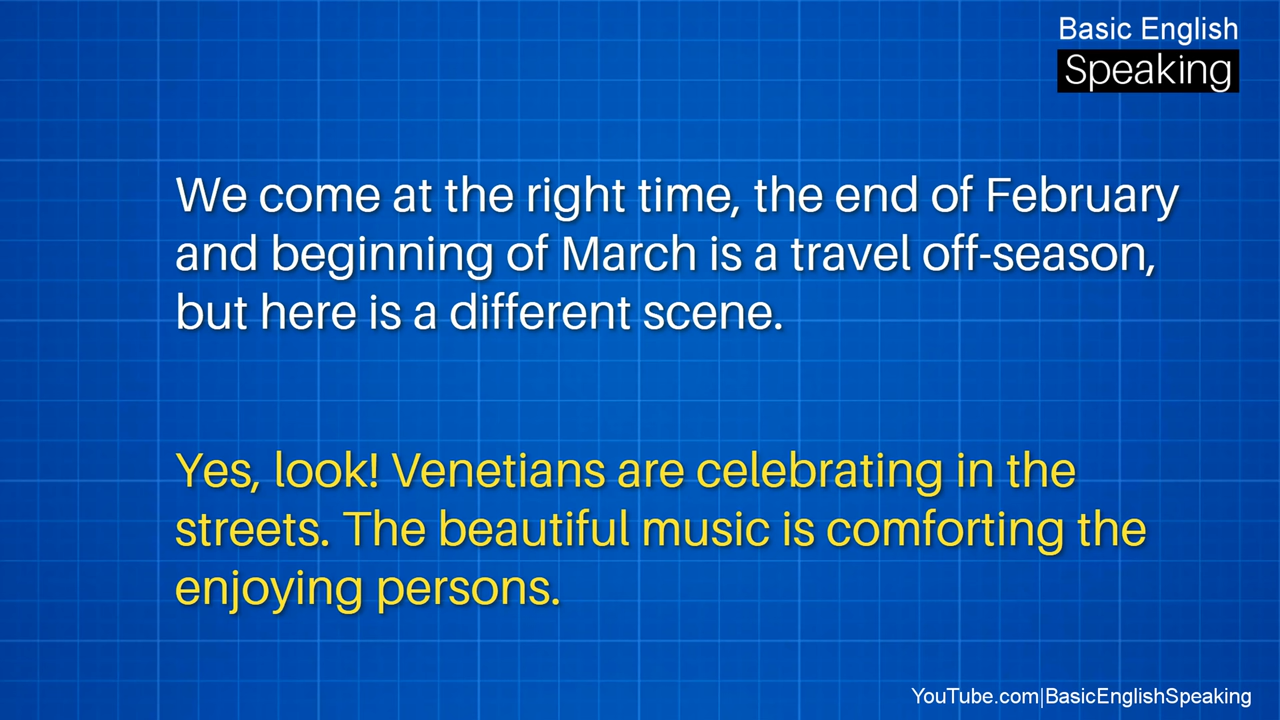 Basic English
Speaking
We come at the right time, the end of February
and beginning of March is a travel off-season,
but here is a different scene.
Yes, look! Venetians are celebrating in the
streets. The beautiful music is comforting the
enjoying persons.
YouTube.com|BasicEnglishSpeaking